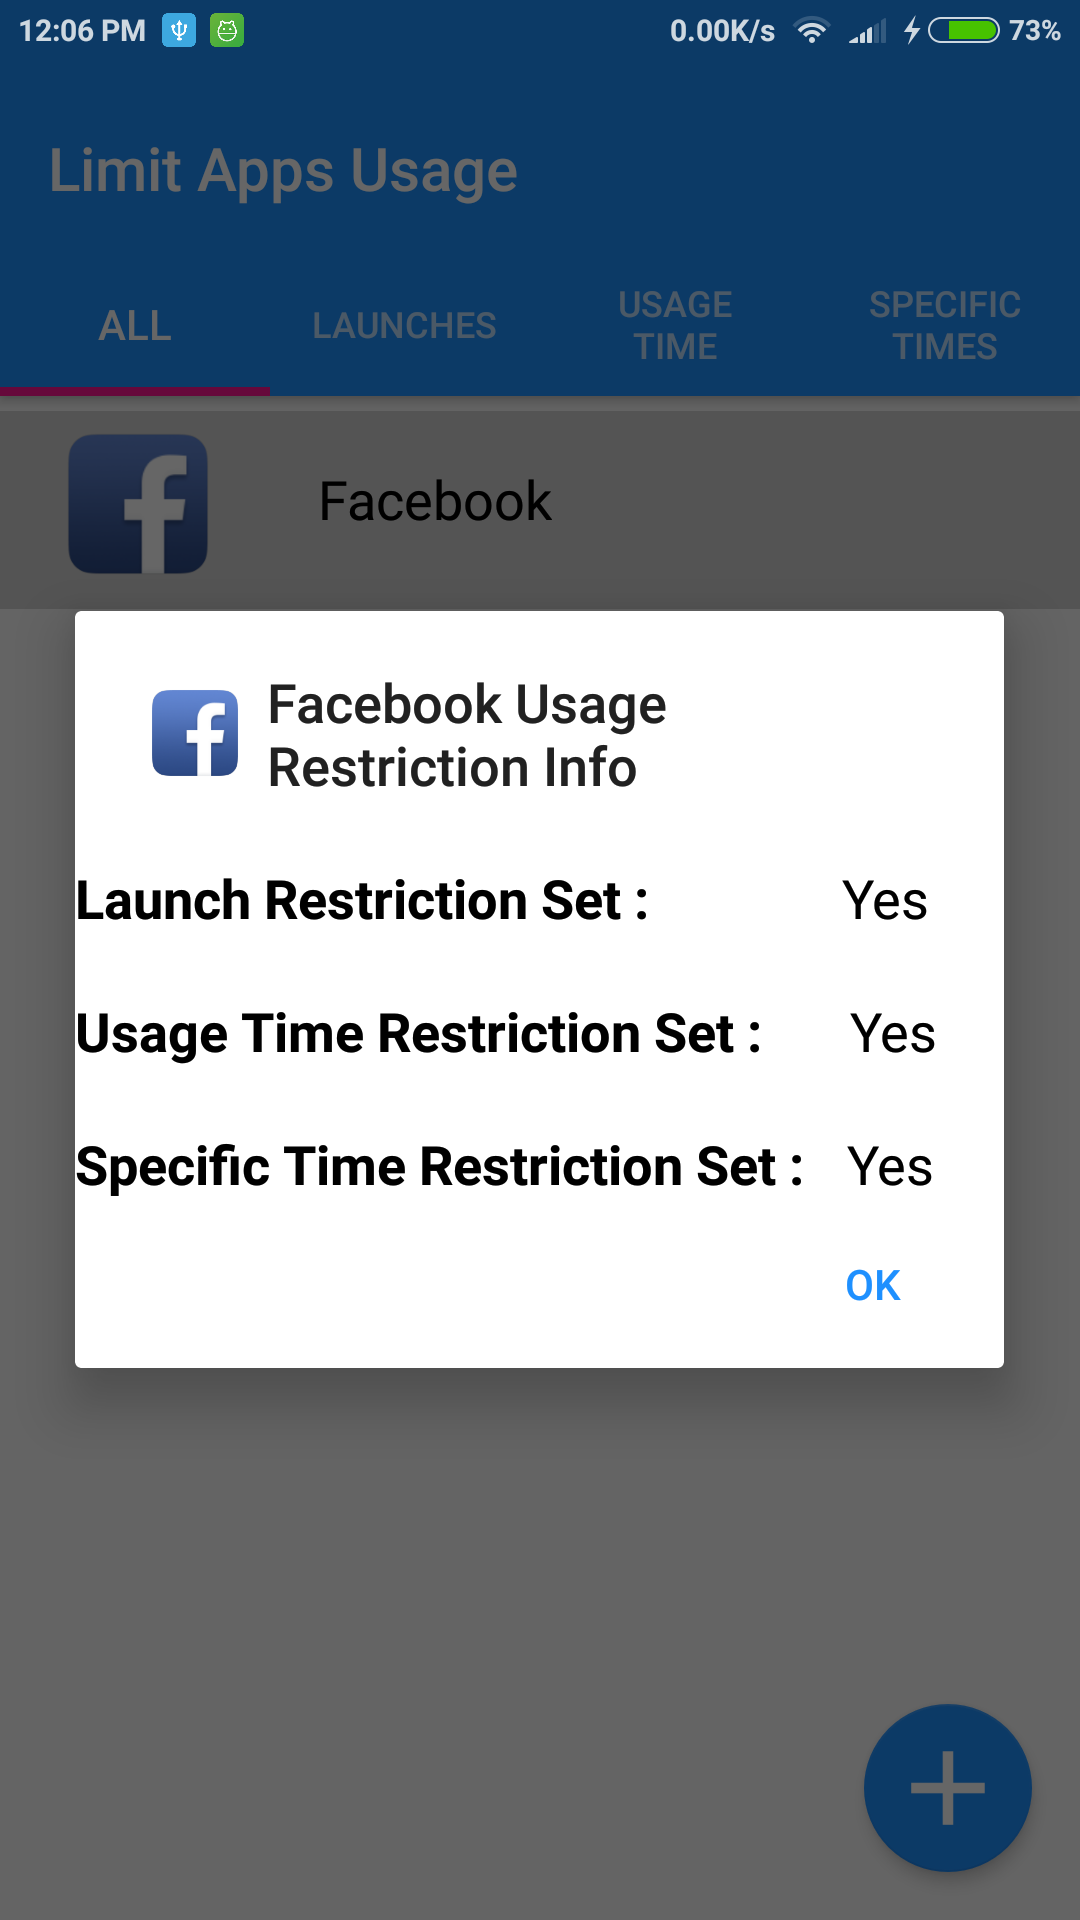 12:06 PM 0.00K/s 73%
Limit Apps Usage
ALL LAUNCHES USAGE TIME SPECIFIC TIMES
Facebook
Facebook Usage
Restriction Info
Launch Restriction Set : Yes
Usage Time Restriction Set : Yes
Specific Time Restriction Set : Yes
OK